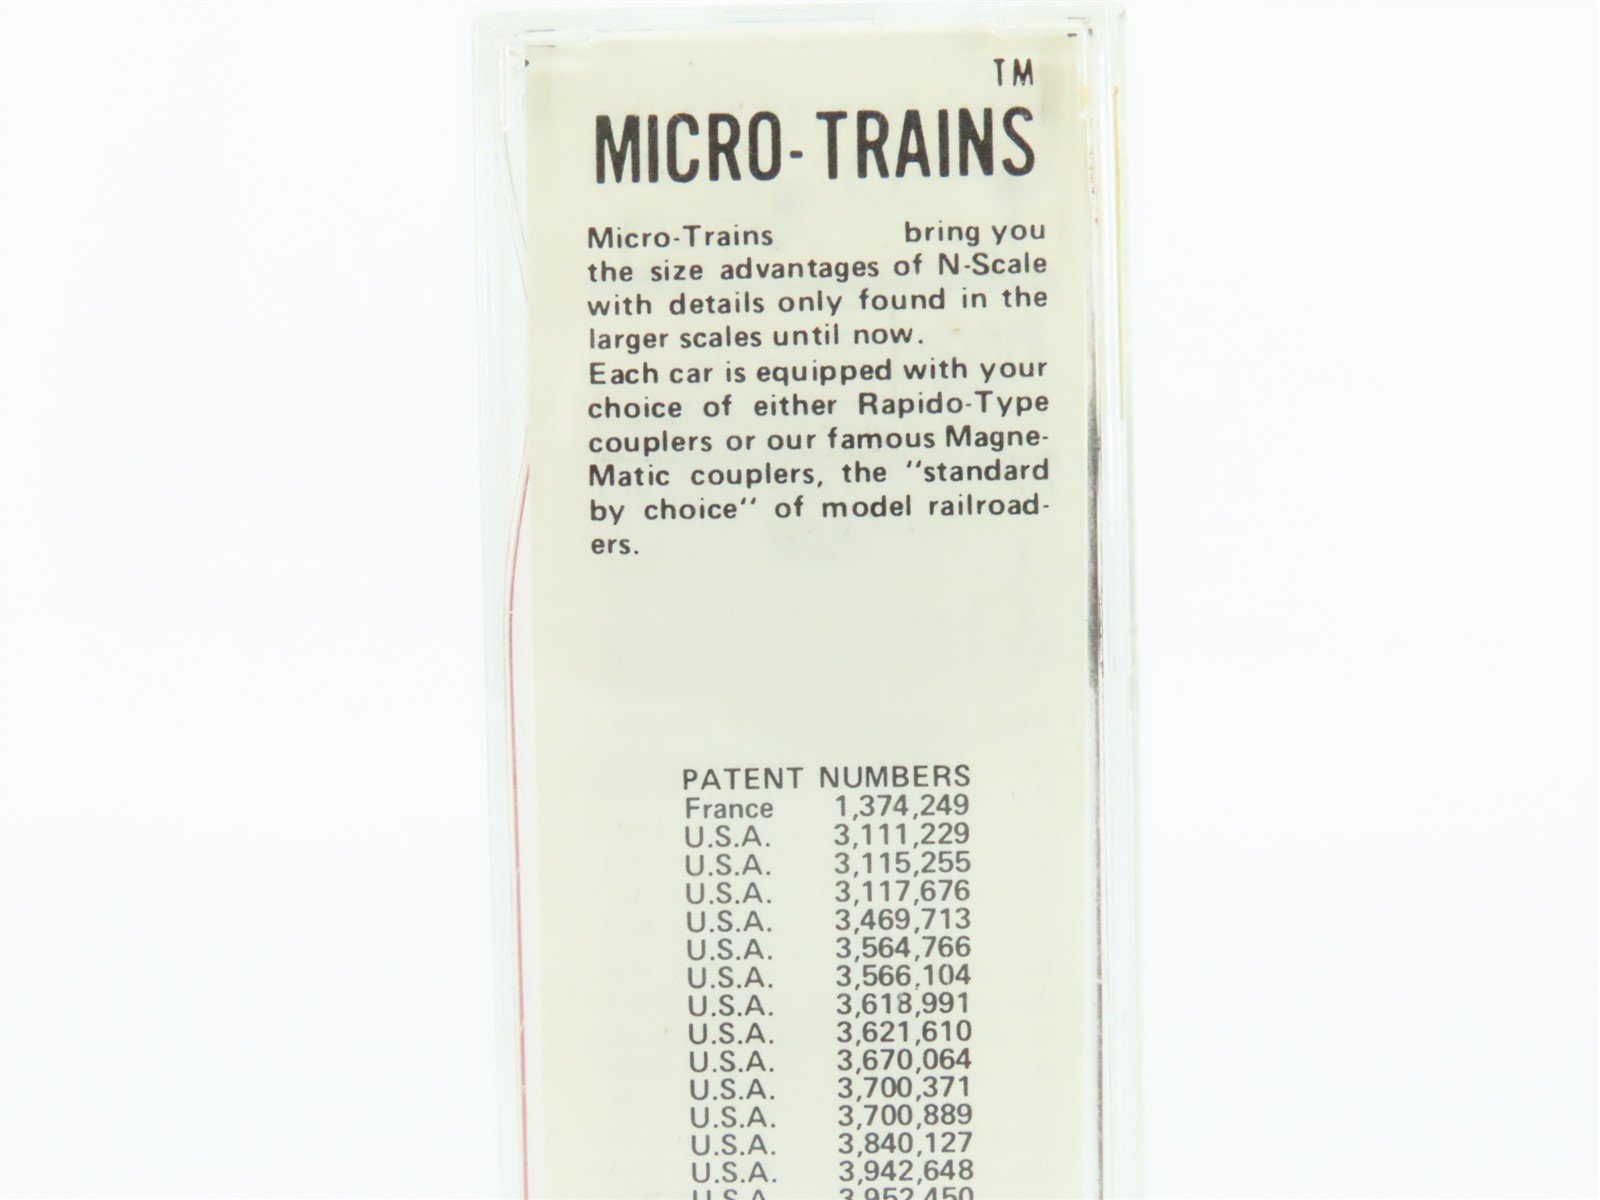 TM
MICRO-TRAINS
Micro-Trains bring you
the size advantages of N-Scale
with details only found in the
larger scales until now.
Each car is equipped with your
choice of either Rapido-Type
couplers or our famous Magne-
Matic couplers, the "standard
by choice" of model railroad-
ers.
PATENT NUMBERS
France 1,374,249
U.S.A. 3,111,229
U.S.A. 3,115,255
U.S.A. 3,117,676
U.S.A. 3,469,713
U.S.A. 3,564,766
U.S.A. 3,566,104
U.S.A. 3,618,991
U.S.A. 3,621,610
U.S.A. 3,670,064
U.S.A. 3,700,371
U.S.A. 3,700,889
U.S.A. 3,840,127
U.S.A. 3,942,648
U.S.A. 3,952,450